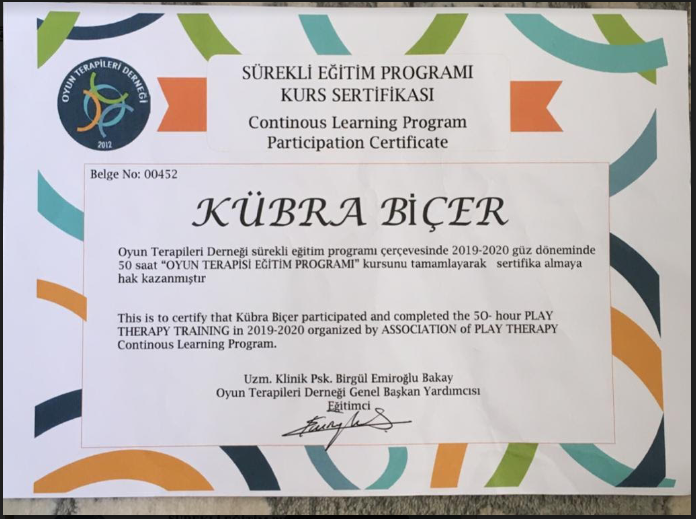 OYUN TERAPİLERİ DERNEĞİ
2012
SÜREKLİ EĞİTİM PROGRAMI
KURS SERTİFİKASI
Continous Learning Program
Participation Certificate
Belge No: 00452
KÜBRA BİÇER
Oyun Terapileri Derneği sürekli eğitim programı çerçevesinde 2019-2020 güz döneminde
50 saat “OYUN TERAPİSİ EĞİTİM PROGRAMI” kursunu tamamlayarak sertifika almaya
hak kazanmıştır
This is to certify that Kübra Biçer participated and completed the 50- hour PLAY
THERAPY TRAINING in 2019-2020 organized by ASSOCIATION of PLAY THERAPY
Continous Learning Program.
Uzm. Klinik Psk. Birgül Emiroğlu Bakay
Oyun Terapileri Derneği Genel Başkan Yardımcısı
Eğitimci